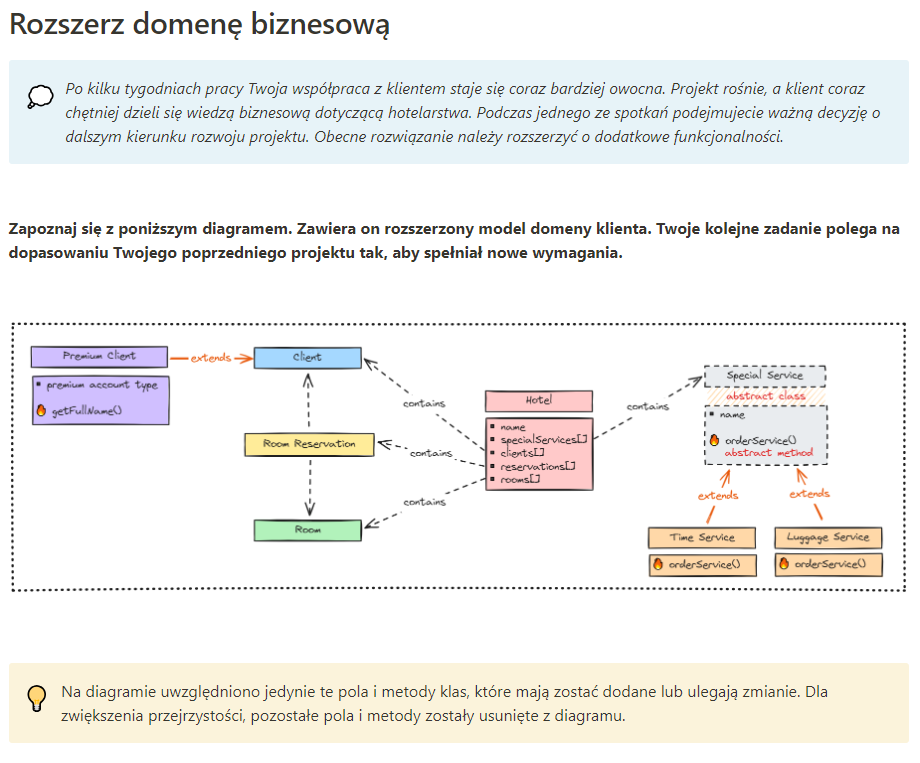 Rozszerz domenę biznesową
Po kilku tygodniach pracy Twoja współpraca z klientem staje się coraz bardziej owocna. Projekt rośnie, a klient coraz
chętniej dzieli się wiedzą biznesową dotyczącą hotelarstwa. Podczas jednego ze spotkań podejmujecie ważną decyzję o
dalszym kierunku rozwoju projektu. Obecne rozwiązanie należy rozszerzyć o dodatkowe funkcjonalności.
Zapoznaj się z poniższym diagramem. Zawiera on rozszerzony model domeny klienta. Twoje kolejne zadanie polega na
dopasowaniu Twojego poprzedniego projektu tak, aby spełniał nowe wymagania.
Premium Client
extends
Client
premium account type
getFullName()
contains
Room Reservation
contains
Room
contains
Hotel
name
specialServices[]
clients[]
reservations[]
rooms[]
contains
Special Service
abstract class
name
orderService()
abstract method
extends
extends
Time Service
orderService()
Luggage Service
orderService()
Na diagramie uwzględniono jedynie te pola i metody klas, które mają zostać dodane lub ulegają zmianie. Dla
zwiększenia przejrzystości, pozostałe pola i metody zostały usunięte z diagramu.